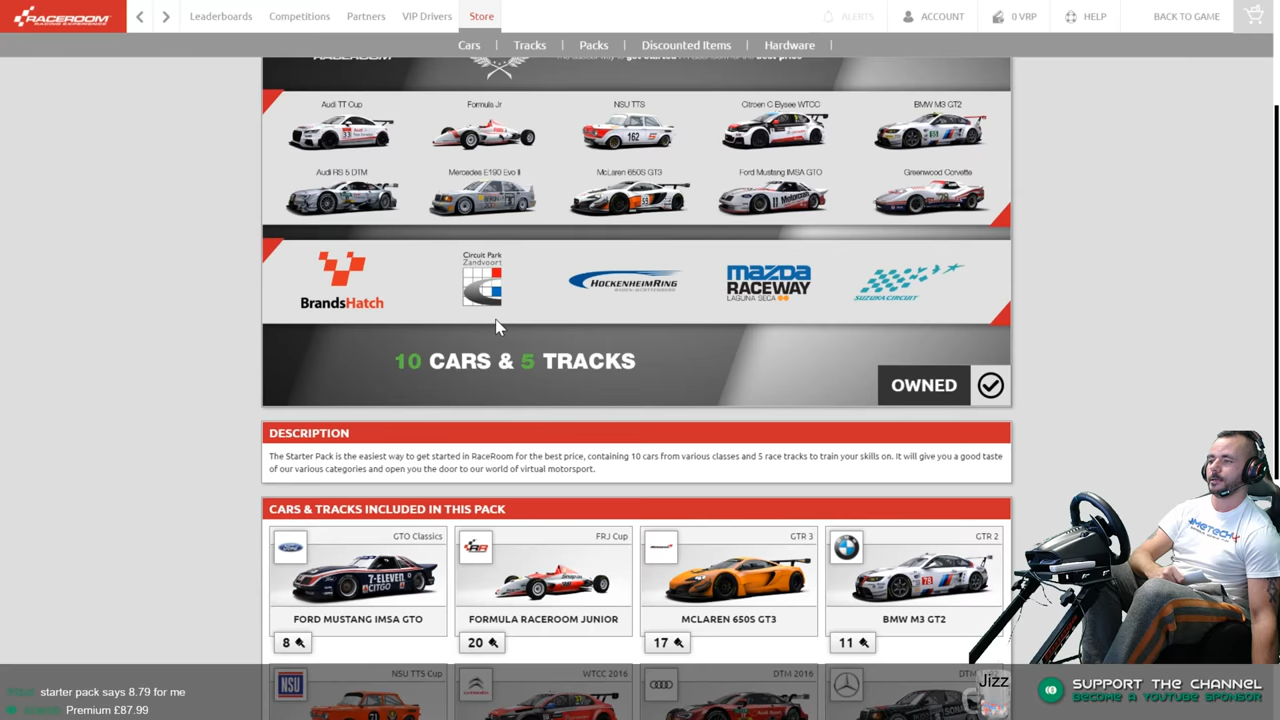 RACEROOM
RACING EXPERIENCE
Leaderboards
Competitions
Partners
VIP Drivers
Store
ALERTS
ACCOUNT
0 VRP
HELP
BACK TO GAME
Cars
Tracks
Packs
Discounted Items
Hardware
Audi TT Cup
Formula Jr
NSU TTS
Citroen C Elysee WTCC
BMW M3 GT2
Audi RS 5 DTM
Mercedes E190 Evo II
McLaren 650S GT3
Ford Mustang IMSA GTO
Greenwood Corvette
BrandsHatch
Circuit Park
Zandvoort
HOCKENHEIMRING
BADEN-WÜRTTEMBERG
MAZDA
RACEWAY
LAGUNA SECA
SUZUKA CIRCUIT
10 CARS & 5 TRACKS
OWNED
DESCRIPTION
The Starter Pack is the easiest way to get started in RaceRoom for the best price, containing 10 cars from various classes and 5 race tracks to train your skills on. It will give you a good taste
of our various categories and open you the door to our world of virtual motorsport.
CARS & TRACKS INCLUDED IN THIS PACK
GTO Classics
FORD MUSTANG IMSA GTO
8
FRJ Cup
FORMULA RACEROOM JUNIOR
20
GTR 3
MCLAREN 650S GT3
17
GTR 2
BMW M3 GT2
11
NSU TTS Cup
WTCC 2016
DTM 2016
starter pack says 8.79 for me
Premium £87.99
Jizz
SUPPORT THE CHANNEL
BECOME A YOUTUBE SPONSOR